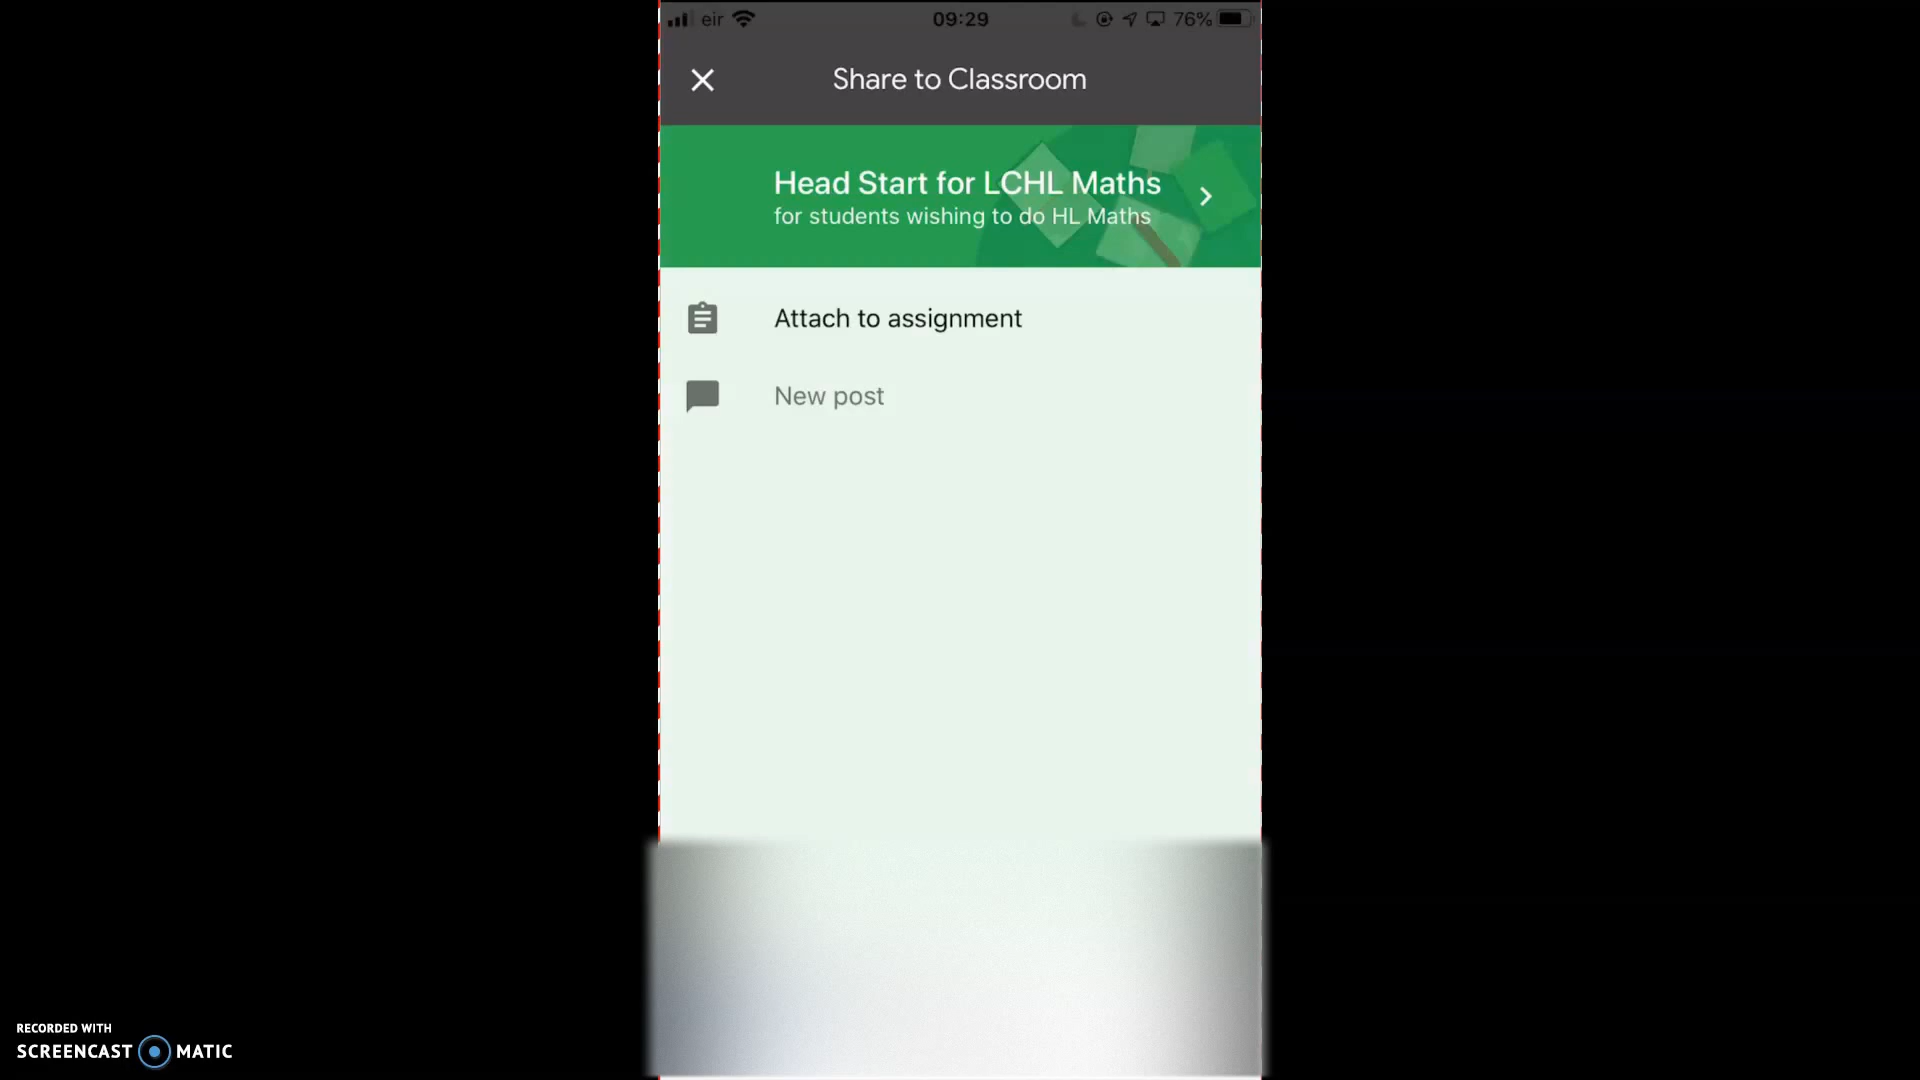 eir 09:29 76%
Share to Classroom
Head Start for LCHL Maths
for students wishing to do HL Maths
Attach to assignment
New post
RECORDED WITH
SCREENCAST MATIC